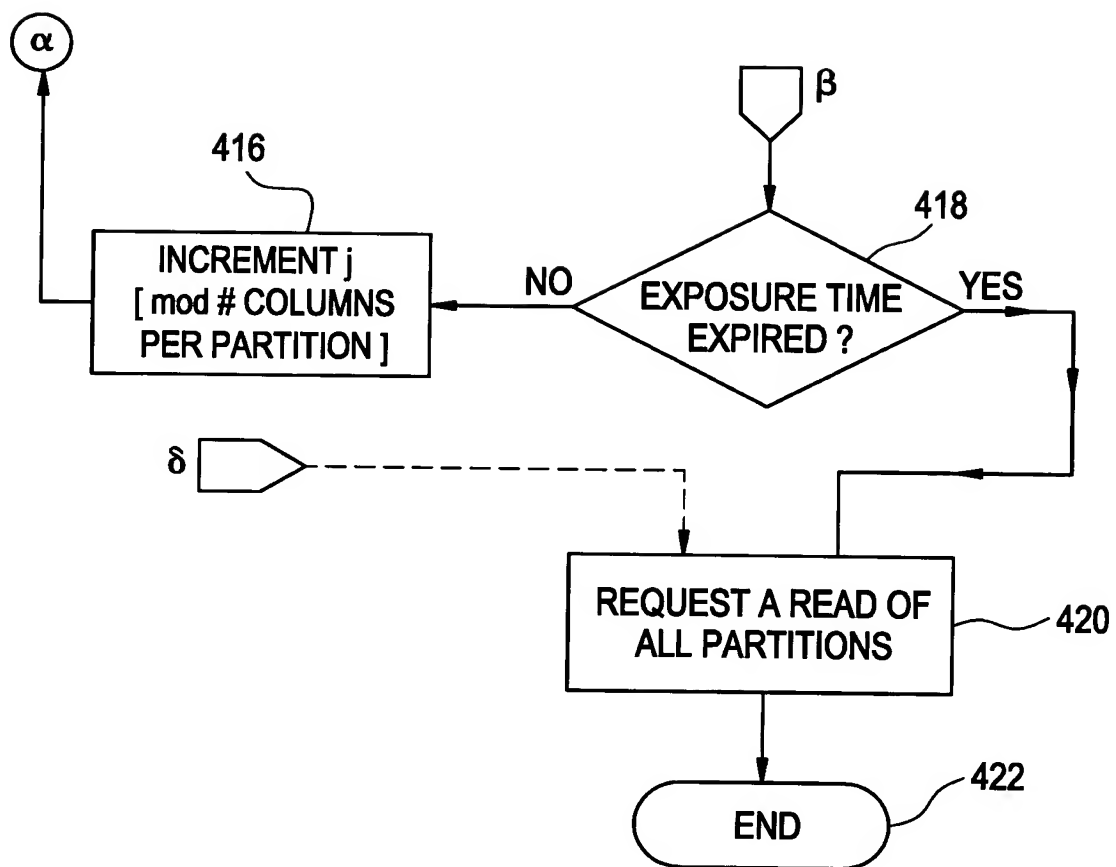 α
β
416
418
INCREMENT j
[ mod # COLUMNS
PER PARTITION ]
NO
EXPOSURE TIME
EXPIRED ?
YES
δ
REQUEST A READ OF
ALL PARTITIONS
420
422
END